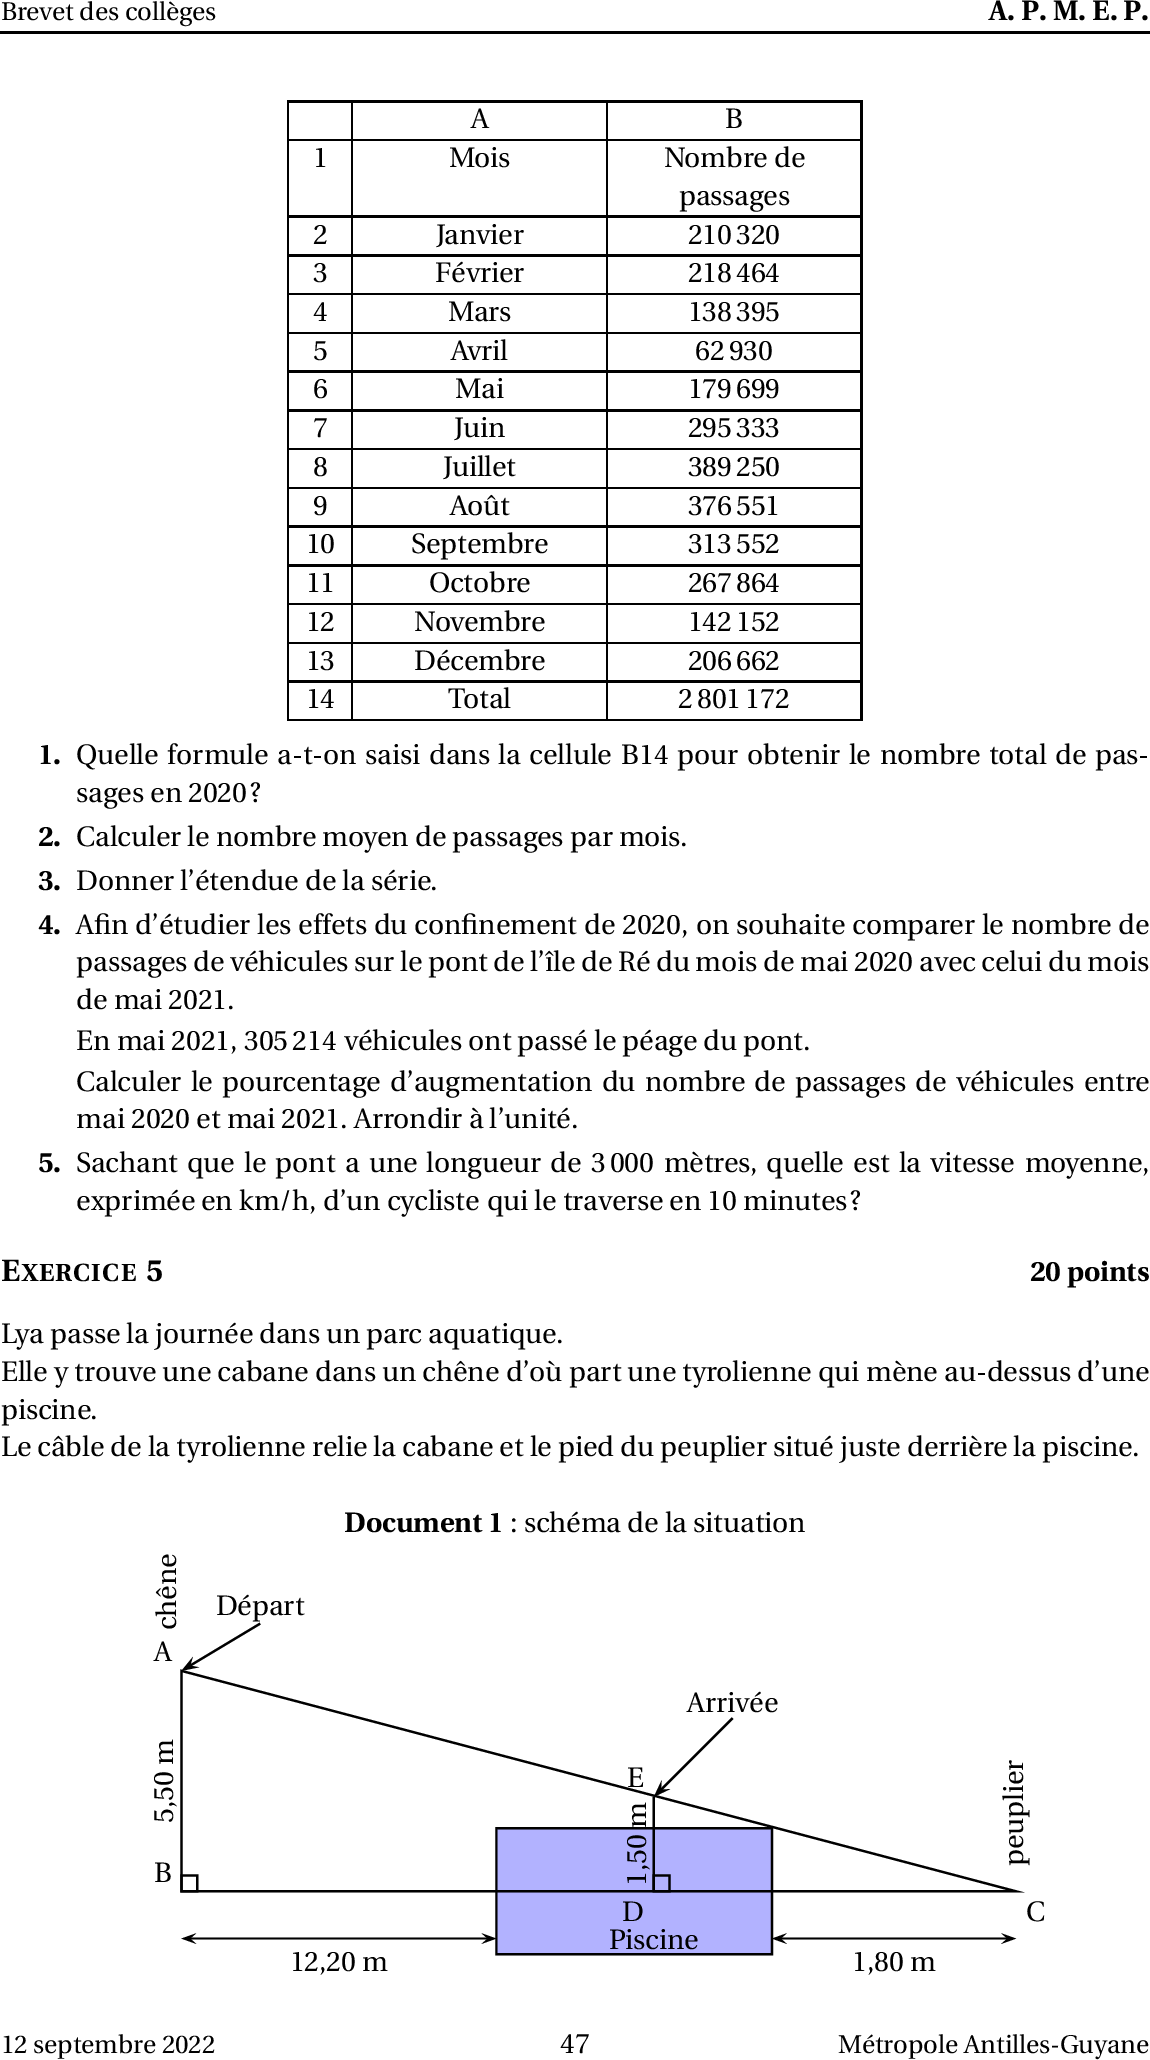 Brevet des collèges A. P. M. E. P.
A B
1 Mois Nombre de
passages
2 Janvier 210 320
3 Février 218 464
4 Mars 138 395
5 Avril 62 930
6 Mai 179 699
7 Juin 295 333
8 Juillet 389 250
9 Août 376 551
10 Septembre 313 552
11 Octobre 267 864
12 Novembre 142 152
13 Décembre 206 662
14 Total 2 801 172
1. Quelle formule a-t-on saisi dans la cellule B14 pour obtenir le nombre total de pas-
sages en 2020 ?
2. Calculer le nombre moyen de passages par mois.
3. Donner l'étendue de la série.
4. Afin d'étudier les effets du confinement de 2020, on souhaite comparer le nombre de
passages de véhicules sur le pont de l'île de Ré du mois de mai 2020 avec celui du mois
de mai 2021.
En mai 2021, 305 214 véhicules ont passé le péage du pont.
Calculer le pourcentage d'augmentation du nombre de passages de véhicules entre
mai 2020 et mai 2021. Arrondir à l'unité.
5. Sachant que le pont a une longueur de 3 000 mètres, quelle est la vitesse moyenne,
exprimée en km/h, d'un cycliste qui le traverse en 10 minutes ?
EXERCICE 5 20 points
Lya passe la journée dans un parc aquatique.
Elle y trouve une cabane dans un chêne d'où part une tyrolienne qui mène au-dessus d'une
piscine.
Le câble de la tyrolienne relie la cabane et le pied du peuplier situé juste derrière la piscine.
Document 1 : schéma de la situation
chêne
Départ
A
Arrivée
5,50 m
E
1,50 m
peuplier
B
D
C
Piscine
12,20 m
1,80 m
12 septembre 2022 47 Métropole Antilles-Guyane